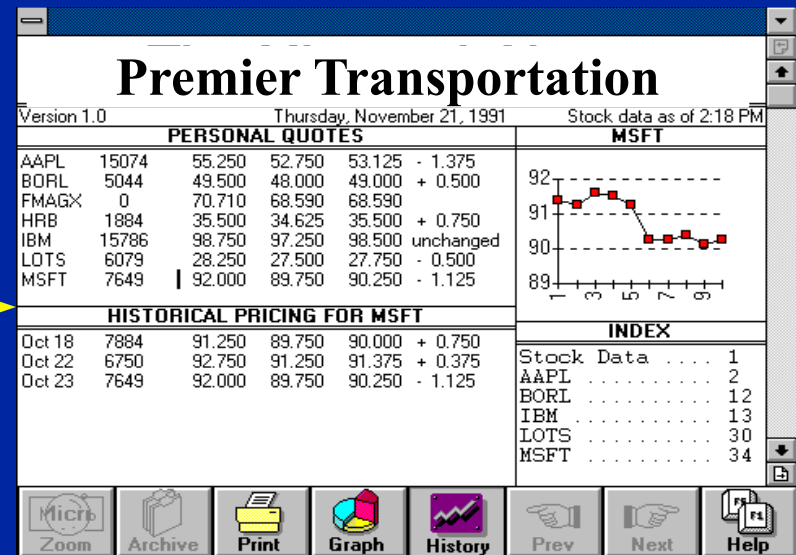 Premier Transportation
Version 1.0 Thursday, November 21, 1991 Stock data as of 2:18 PM
PERSONAL QUOTES
AAPL 15074 55.250 52.750 53.125 - 1.375
BORL 5044 49.500 48.000 49.000 + 0.500
FMAGX 0 70.710 68.590 68.590
HRB 1884 35.500 34.625 35.500 + 0.750
IBM 15786 98.750 97.250 98.500 unchanged
LOTS 6079 28.250 27.500 27.750 - 0.500
MSFT 7649 92.000 89.750 90.250 - 1.125
HISTORICAL PRICING FOR MSFT
Oct 18 7884 91.250 89.750 90.000 + 0.750
Oct 22 6750 92.750 91.250 91.375 + 0.375
Oct 23 7649 92.000 89.750 90.250 - 1.125
MSFT
92
91
90
89
1 3 5 7 9
INDEX
Stock Data .... 1
AAPL .......... 2
BORL .......... 12
IBM ........... 13
LOTS .......... 30
MSFT .......... 34
Micr
Zoom Archive Print Graph History Prev Next Help
F5
F1